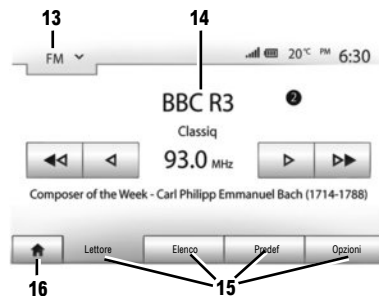 13
14
FM 20°C PM 6:30
BBC R3 2
Classiq
93.0 MHz
Composer of the Week - Carl Philipp Emmanuel Bach (1714-1788)
Lettore Elenco Predef Opzioni
16
15